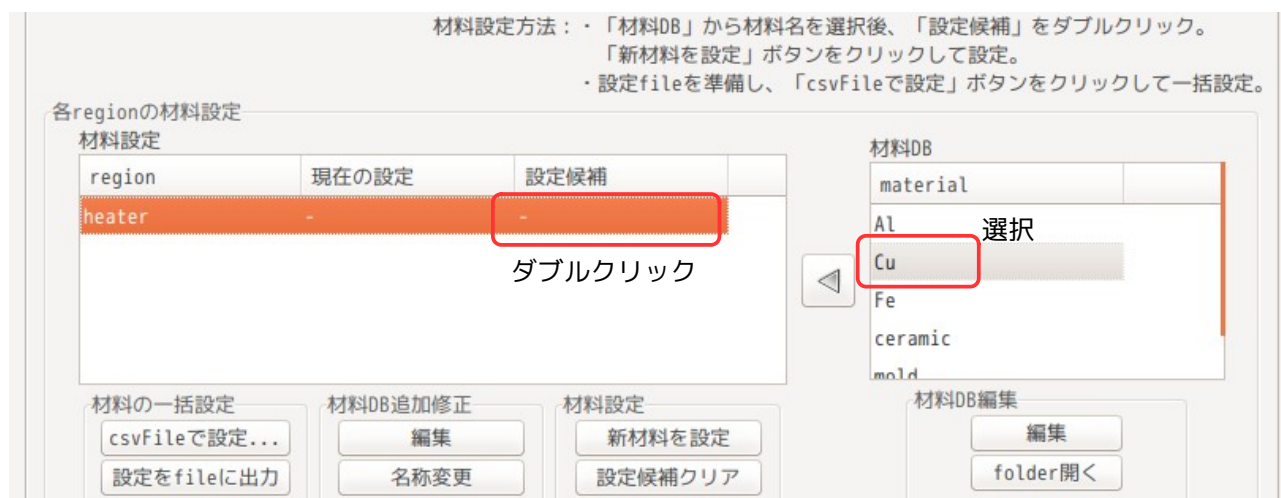 材料設定方法：・「材料DB」から材料名を選択後、「設定候補」をダブルクリック。
「新材料を設定」ボタンをクリックして設定。
・設定fileを準備し、「csvFileで設定」ボタンをクリックして一括設定。
各regionの材料設定
材料設定
region 現在の設定 設定候補
heater - -
ダブルクリック
材料DB
material
Al
選択
Cu
Fe
ceramic
mold
材料の一括設定
csvFileで設定...
設定をfileに出力
材料DB追加修正
編集
名称変更
材料設定
新材料を設定
設定候補クリア
材料DB編集
編集
folder開く